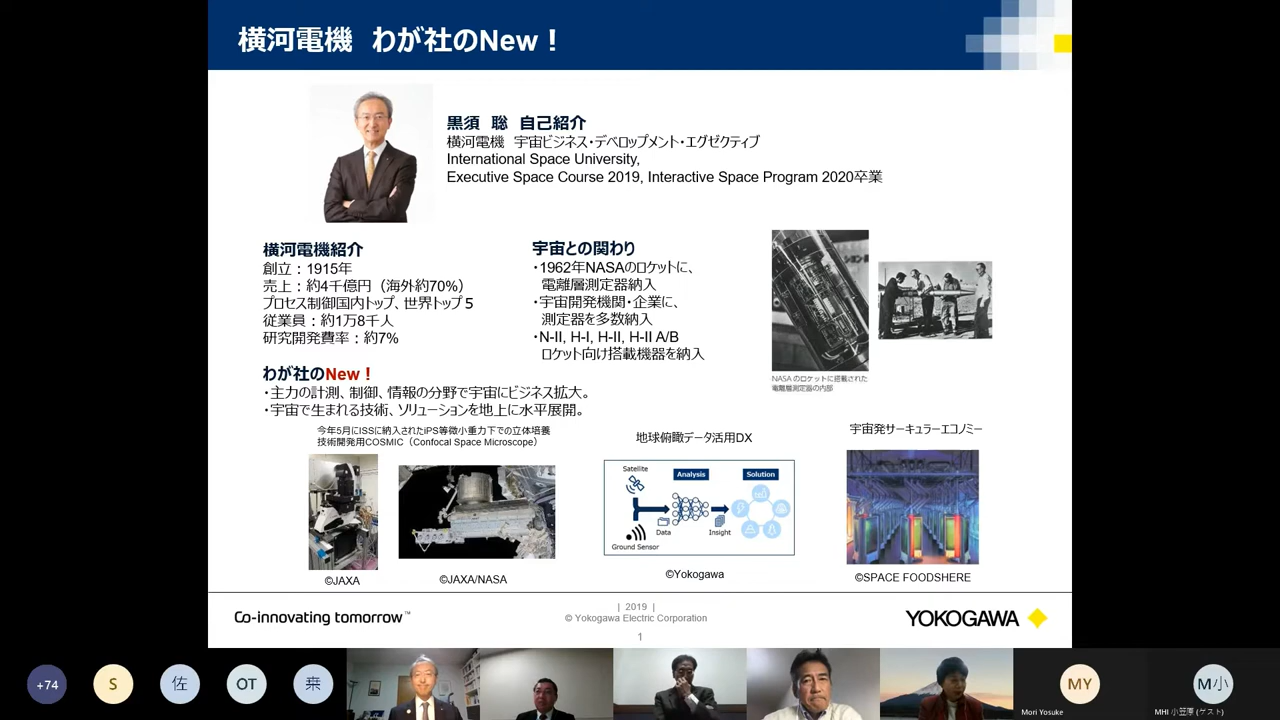 横河電機 わが社のNew！
黒須 聡 自己紹介
横河電機 宇宙ビジネス・デベロップメント・エグゼクティブ
International Space University,
Executive Space Course 2019, Interactive Space Program 2020卒業
横河電機紹介
創立：1915年
売上：約4千億円（海外約70%）
プロセス制御国内トップ、世界トップ５
従業員：約1万8千人
研究開発費率：約7%
宇宙との関わり
・1962年NASAのロケットに、
電離層測定器納入
・宇宙開発機関・企業に、
測定器を多数納入
・N-II, H-I, H-II, H-II A/B
ロケット向け搭載機器を納入
NASAのロケットに搭載された
電離層測定器の内部
わが社のNew！
・主力の計測、制御、情報の分野で宇宙にビジネス拡大。
・宇宙で生まれる技術、ソリューションを地上に水平展開。
今年5月にISSに納入されたiPS等微小重力下での立体培養
技術開発用COSMIC（Confocal Space Microscope）
©JAXA
©JAXA/NASA
地球俯瞰データ活用DX
Satellite
Analysis
Solution
Data
Insight
Ground Sensor
©Yokogawa
宇宙発サーキュラーエコノミー
©SPACE FOODSHERE
Co-innovating tomorrow™
| 2019 |
© Yokogawa Electric Corporation
1
YOKOGAWA
+74
S
佐
OT
桒
MY
Mori Yosuke
M小
MHI 小笠原 (ゲスト)